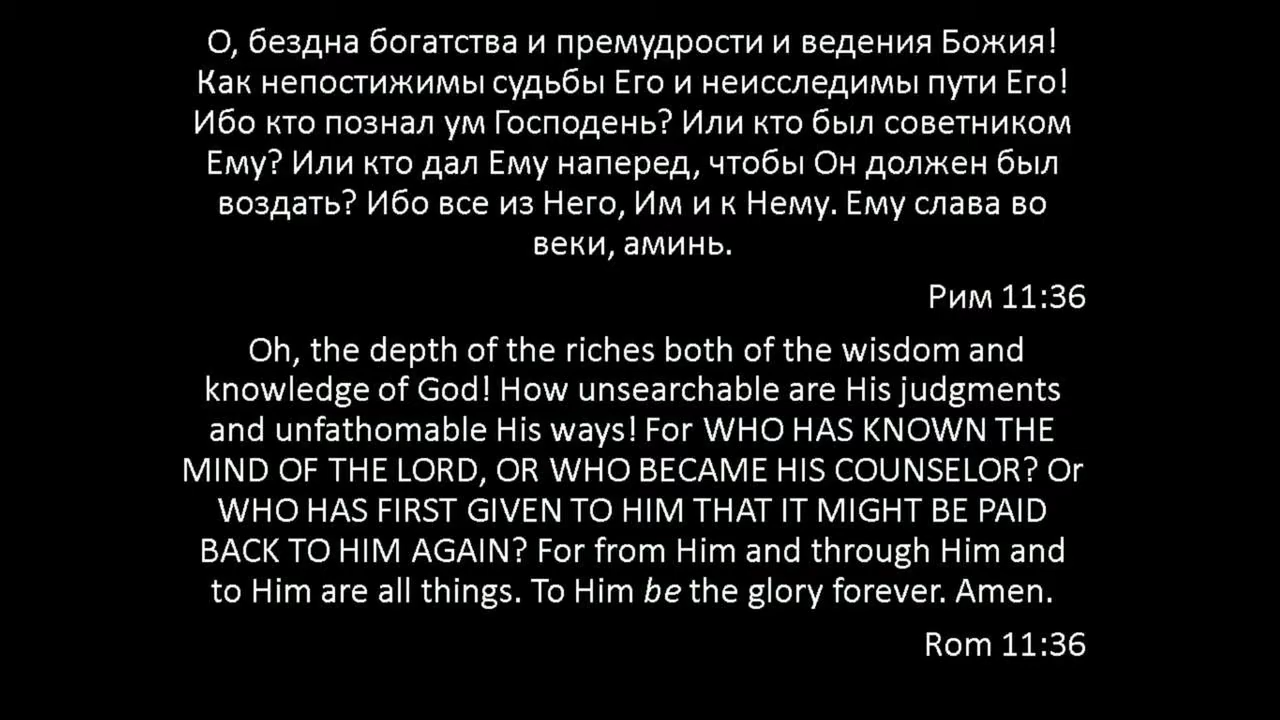 О, бездна богатства и премудрости и ведения Божия!
Как непостижимы судьбы Его и неисследимы пути Его!
Ибо кто познал ум Господень? Или кто был советником
Ему? Или кто дал Ему наперед, чтобы Он должен был
воздать? Ибо все из Него, Им и к Нему. Ему слава во
веки, аминь.
Рим 11:36
Oh, the depth of the riches both of the wisdom and
knowledge of God! How unsearchable are His judgments
and unfathomable His ways! For WHO HAS KNOWN THE
MIND OF THE LORD, OR WHO BECAME HIS COUNSELOR? Or
WHO HAS FIRST GIVEN TO HIM THAT IT MIGHT BE PAID
BACK TO HIM AGAIN? For from Him and through Him and
to Him are all things. To Him be the glory forever. Amen.
Rom 11:36